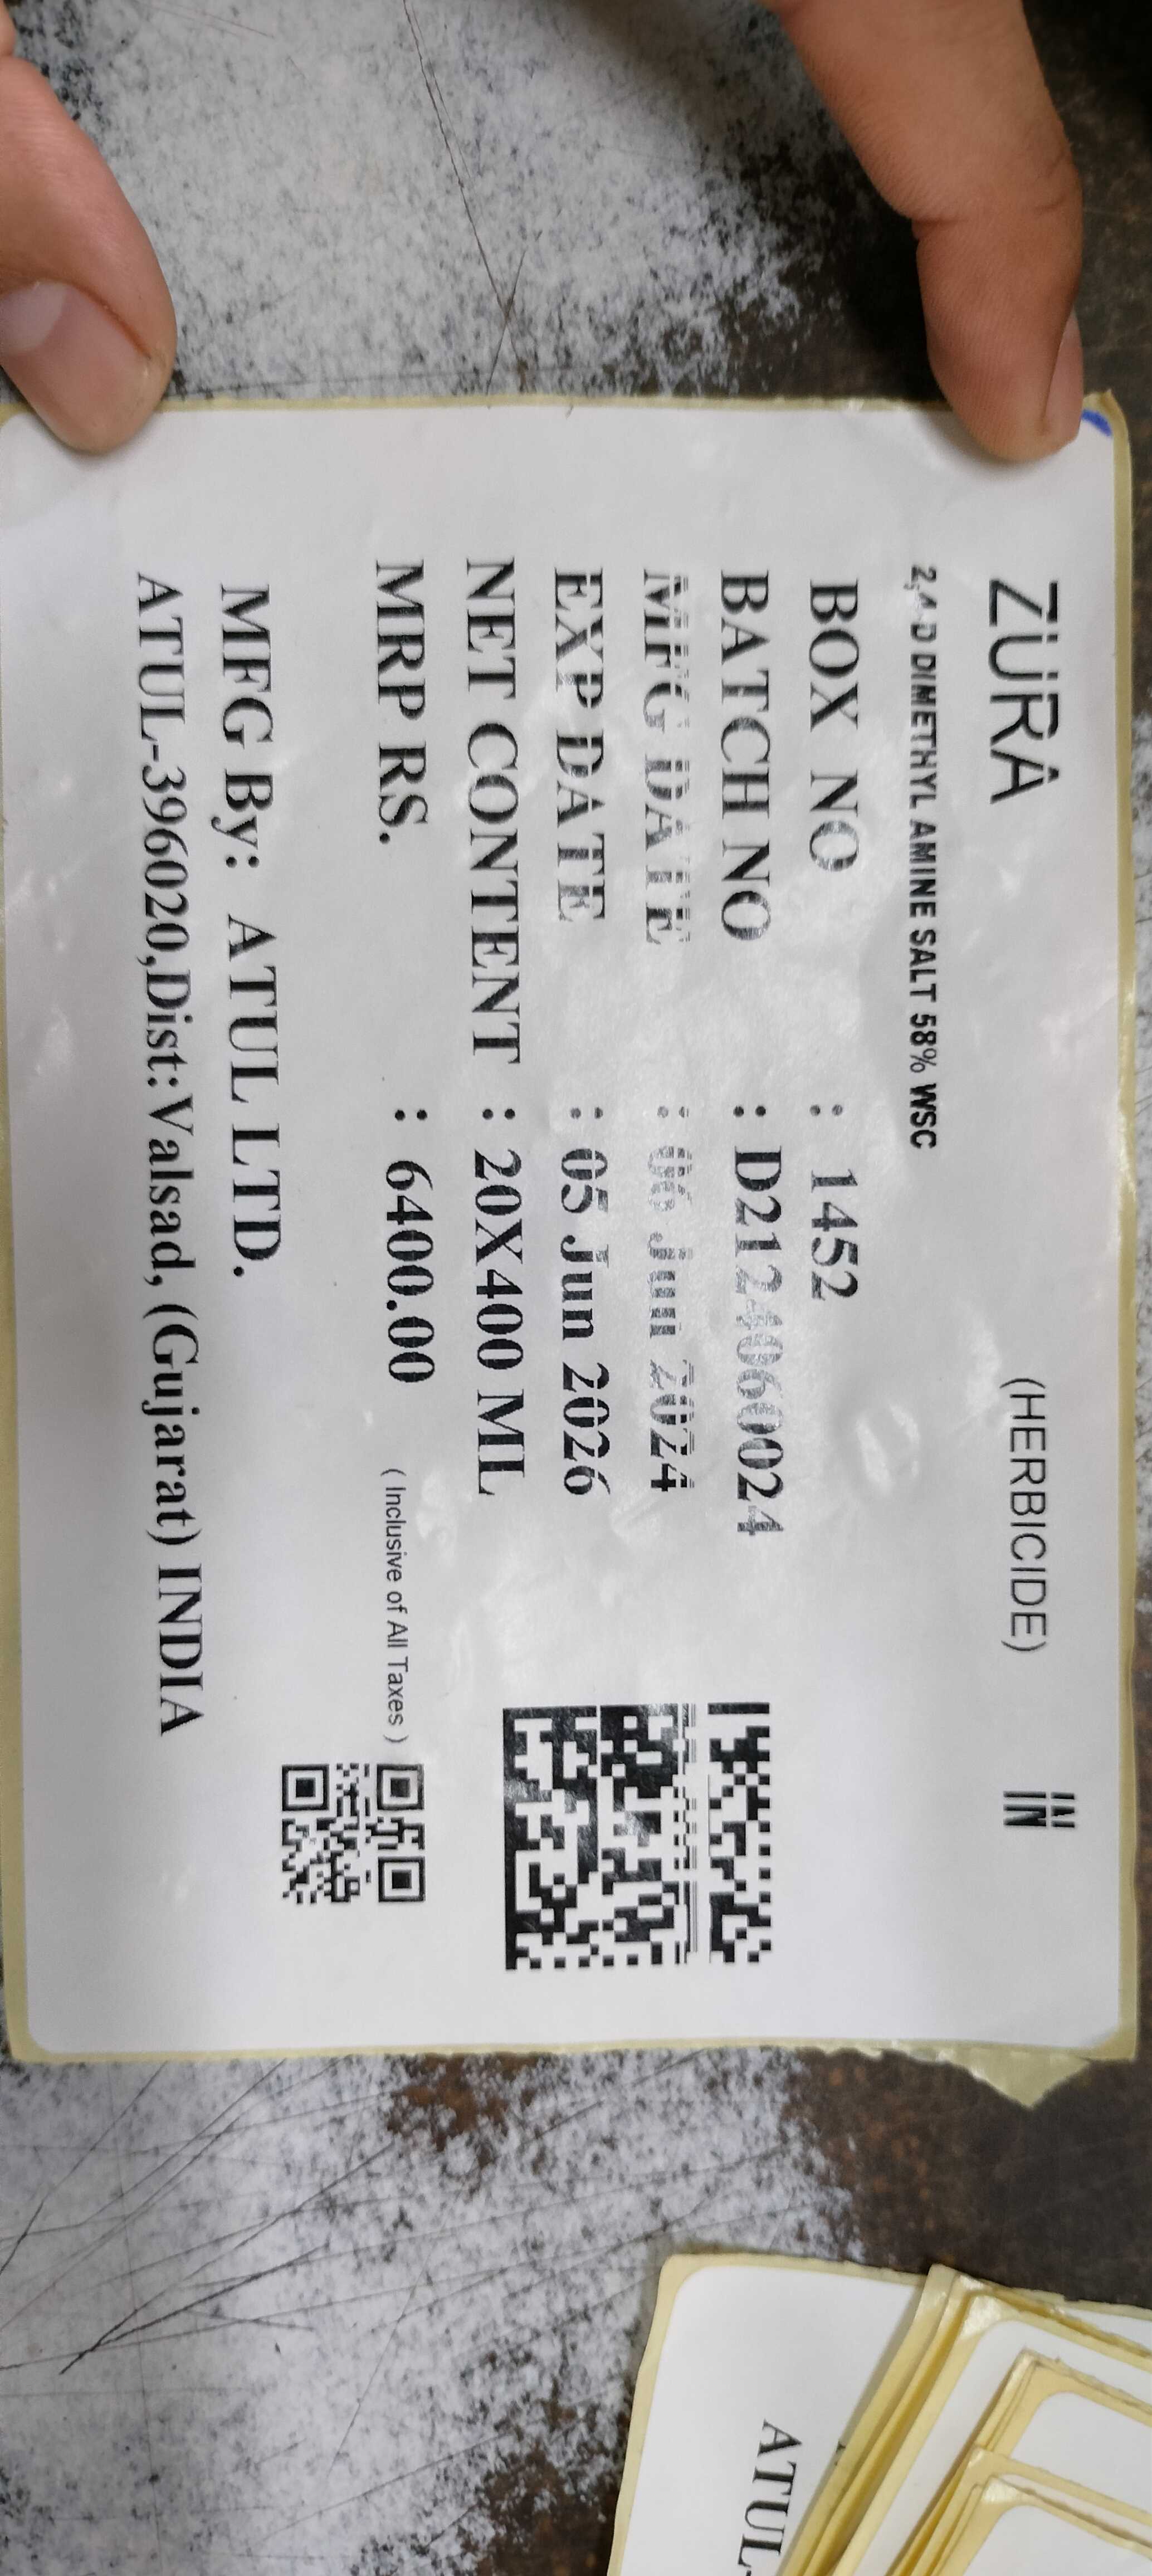 ZURA (HERBICIDE) IN
2,4-D DIMETHYL AMINE SALT 58% WSC
BOX NO : 1452
BATCH NO : D212406024
MFG DATE : 06 Jun 2024
EXP DATE : 05 Jun 2026
NET CONTENT : 20X400 ML
MRP RS. : 6400.00 ( Inclusive of All Taxes )
MFG By: ATUL LTD.
ATUL-396020,Dist:Valsad, (Gujarat) INDIA
ATUL-